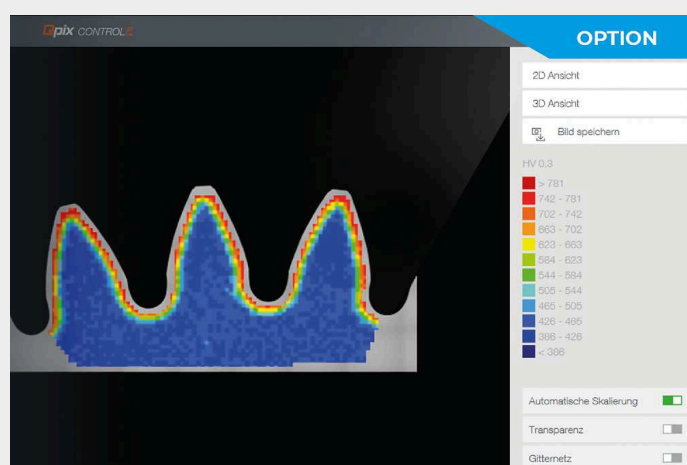 Qpix CONTROL2
OPTION
2D Ansicht
3D Ansicht
Bild speichern
HV 0.3
> 781
742 - 781
702 - 742
663 - 702
623 - 663
584 - 623
544 - 584
505 - 544
465 - 505
426 - 465
386 - 426
< 386
Automatische Skalierung
Transparenz
Gitternetz